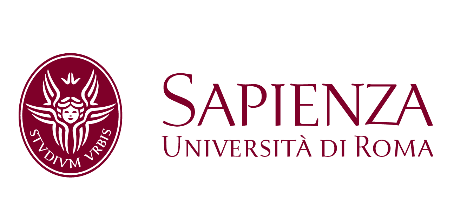 STVDIVM VRBIS
SAPIENZA
UNIVERSITÀ DI ROMA